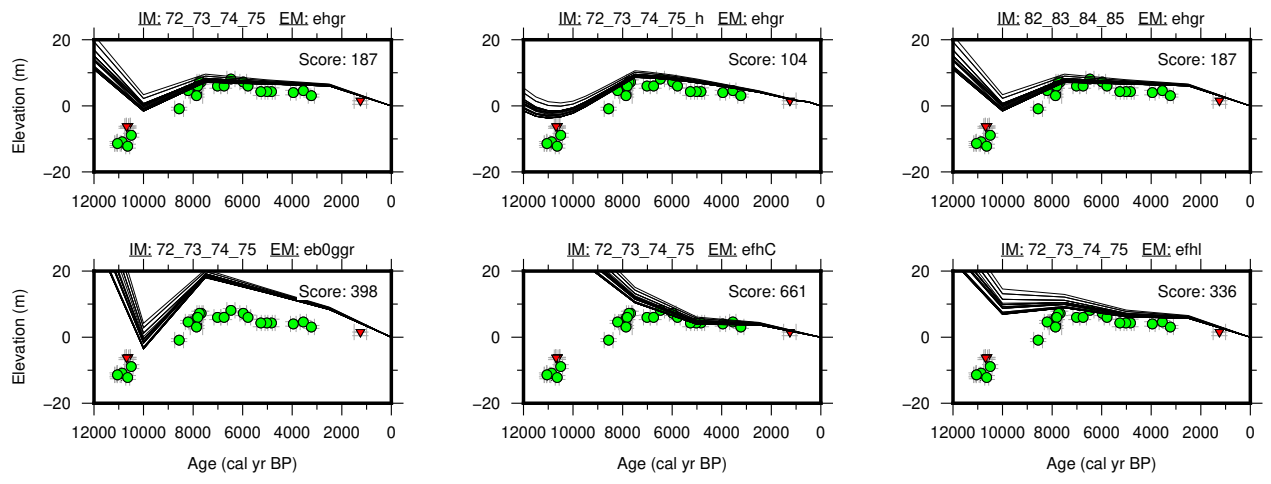 IM: 72_73_74_75 EM: ehgr
IM: 72_73_74_75_h EM: ehgr
IM: 82_83_84_85 EM: ehgr
Elevation (m)
20
0
−20
Score: 187
12000 10000 8000 6000 4000 2000 0
20
0
−20
Score: 104
12000 10000 8000 6000 4000 2000 0
20
0
−20
Score: 187
12000 10000 8000 6000 4000 2000 0
IM: 72_73_74_75 EM: eb0ggr
IM: 72_73_74_75 EM: efhC
IM: 72_73_74_75 EM: efhl
Elevation (m)
20
0
−20
Score: 398
12000 10000 8000 6000 4000 2000 0
Age (cal yr BP)
20
0
−20
Score: 661
12000 10000 8000 6000 4000 2000 0
Age (cal yr BP)
20
0
−20
Score: 336
12000 10000 8000 6000 4000 2000 0
Age (cal yr BP)